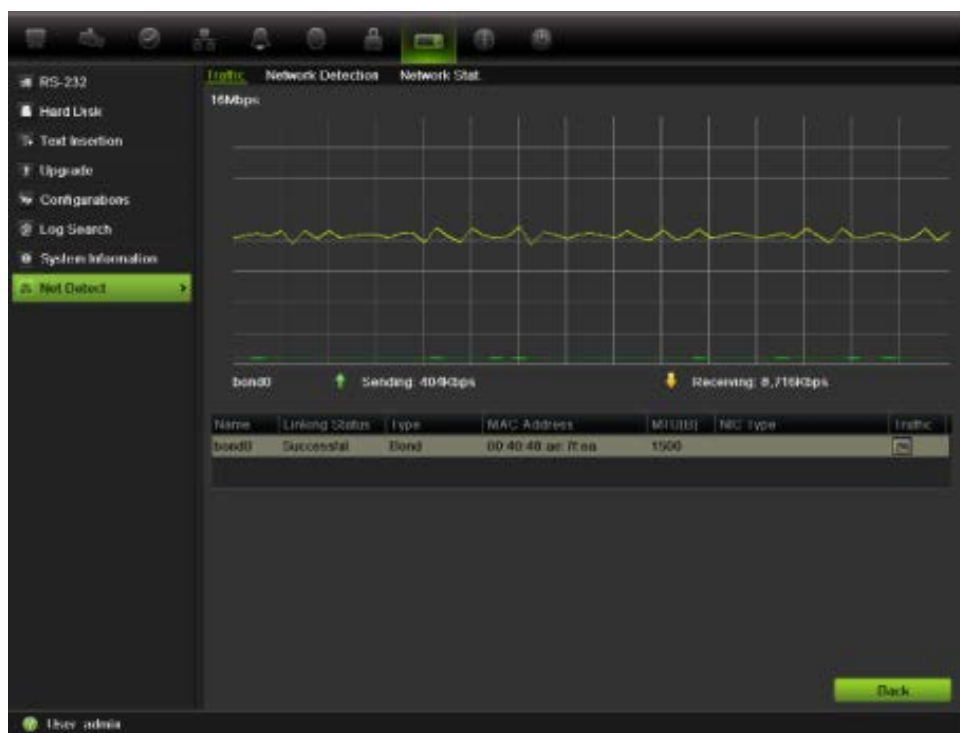 RS-232
Hard Disk
Text Insertion
Upgrade
Configurations
Log Search
System Information
Net Detect
Traffic Network Detection Network Stat.
16Mbps
bond0 Sending: 404Kbps Receiving: 8,716Kbps
Name Linking Status Type MAC Address MTU(B) NIC Type Traffic
bond0 Successful Bond 1500
Back
User: admin